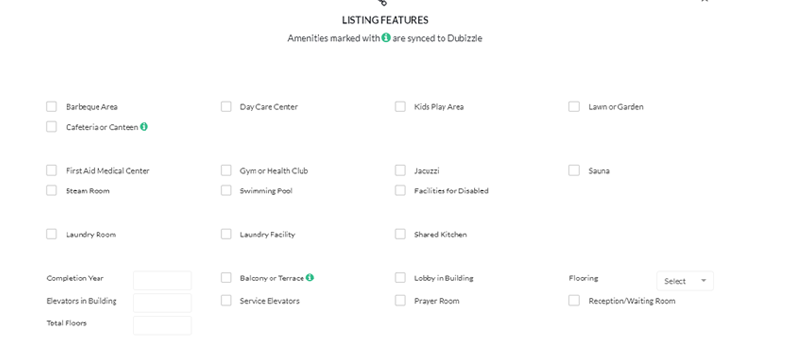 LISTING FEATURES
Amenities marked with are synced to Dubizzle
Barbeque Area Day Care Center Kids Play Area Lawn or Garden
Cafeteria or Canteen
First Aid Medical Center Gym or Health Club Jacuzzi Sauna
Steam Room Swimming Pool Facilities for Disabled
Laundry Room Laundry Facility Shared Kitchen
Completion Year Balcony or Terrace Lobby in Building Flooring Select
Elevators in Building Service Elevators Prayer Room Reception/Waiting Room
Total Floors